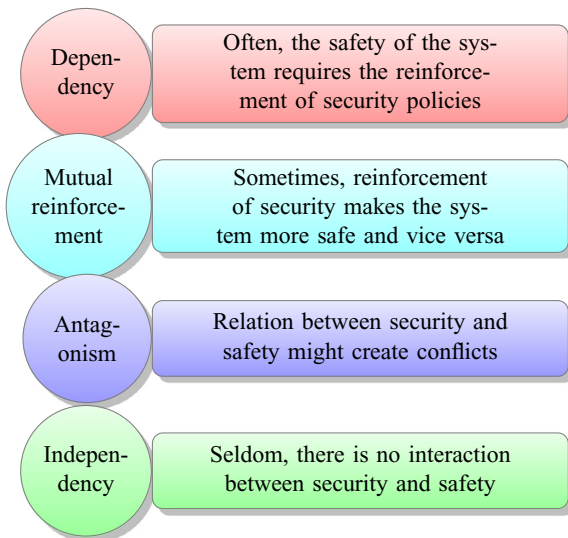 Depen-
dency
Often, the safety of the sys-
tem requires the reinforce-
ment of security policies
Mutual
reinforce-
ment
Sometimes, reinforcement
of security makes the sys-
tem more safe and vice versa
Antag-
onism
Relation between security and
safety might create conflicts
Indepen-
dency
Seldom, there is no interaction
between security and safety